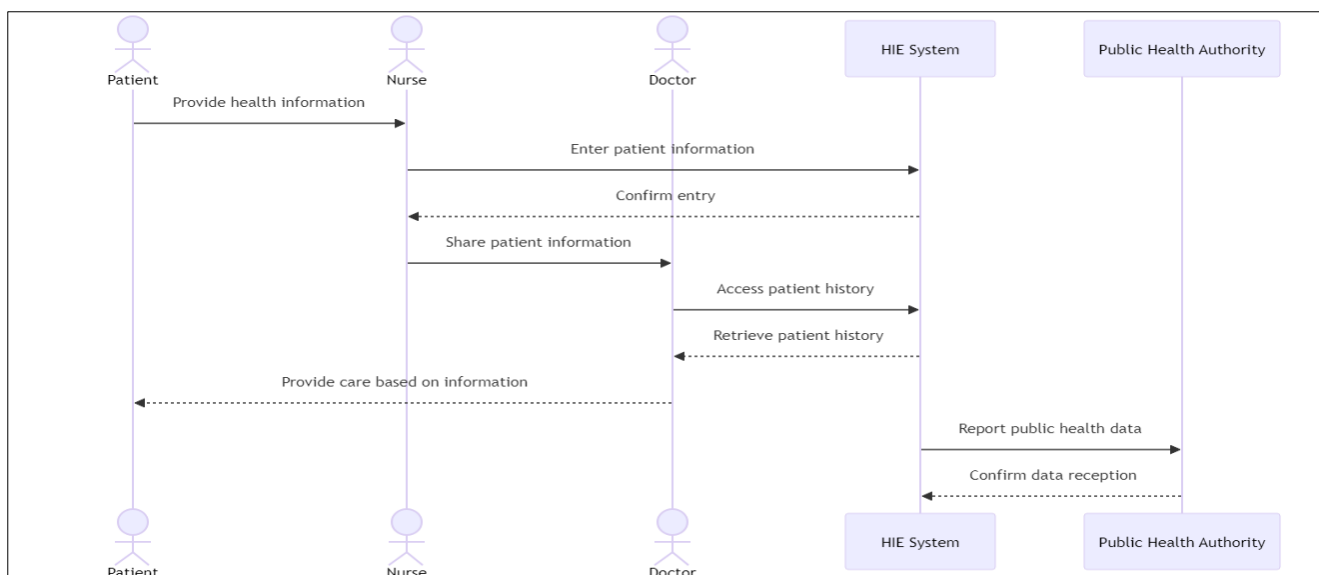 Patient
Nurse
Doctor
HIE System
Public Health Authority
Provide health information
Enter patient information
Confirm entry
Share patient information
Access patient history
Retrieve patient history
Provide care based on information
Report public health data
Confirm data reception
Patient
Nurse
Doctor
HIE System
Public Health Authority